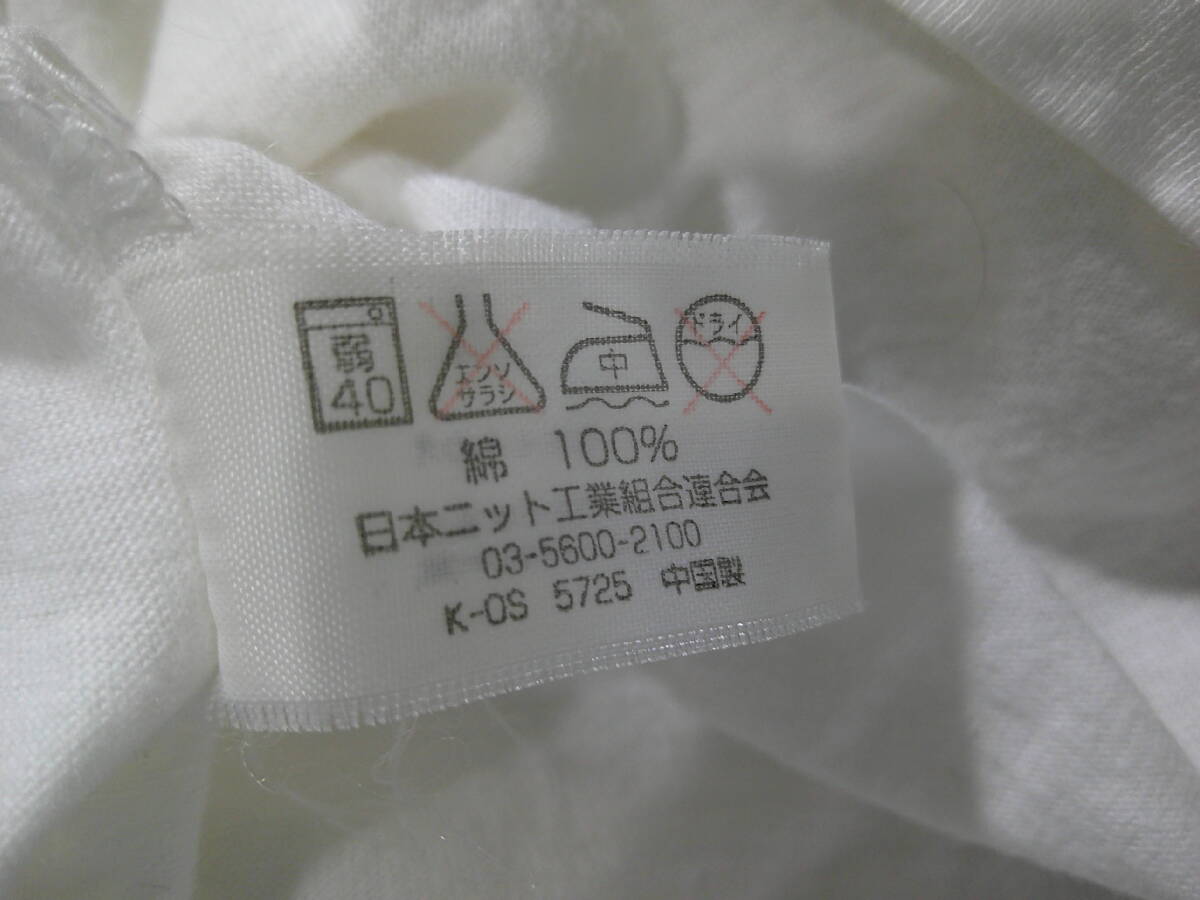 弱 40 エンソ サラシ 中 ドライ
綿 100%
日本ニット工業組合連合会
03-5600-2100
K-OS 5725 中国製